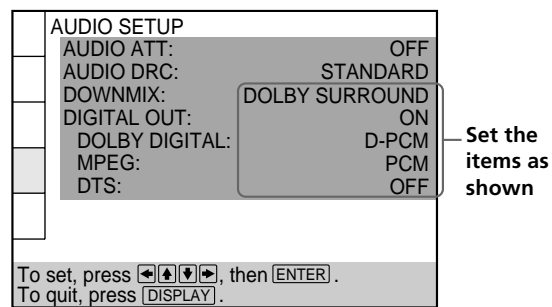 AUDIO SETUP
AUDIO ATT: OFF
AUDIO DRC: STANDARD
DOWNMIX: DOLBY SURROUND
DIGITAL OUT: ON
DOLBY DIGITAL: D-PCM
MPEG: PCM
DTS: OFF
Set the
items as
shown
To set, press ←↑↓→, then ENTER.
To quit, press DISPLAY.